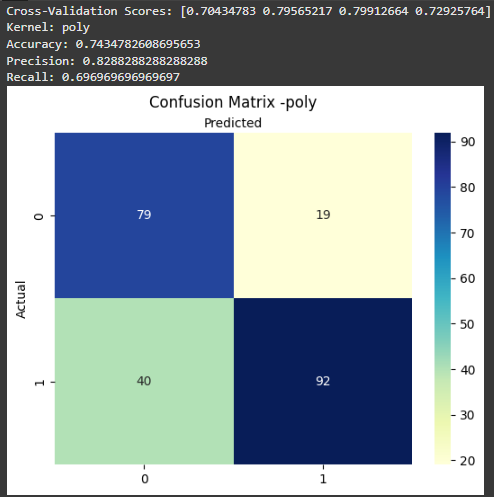 Cross-Validation Scores: [0.70434783 0.79565217 0.79912664 0.72925764]
Kernel: poly
Accuracy: 0.7434782608695653
Precision: 0.8288288288288288
Recall: 0.696969696969697
Confusion Matrix -poly
Predicted
90
80
79 19
0
70
60
Actual
50
40
40 92
1
30
20
0 1